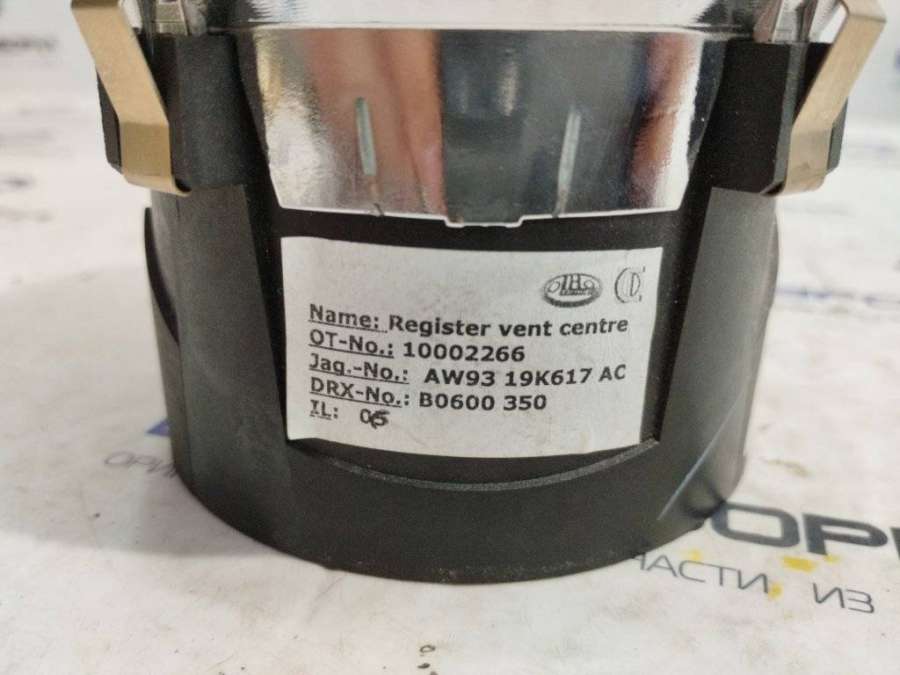 Name: Register vent centre
OT-No.: 10002266
Jag.-No.: AW93 19K617 AC
DRX-No.: B0600 350
IL: 05
ЧАСТИ ИЗ